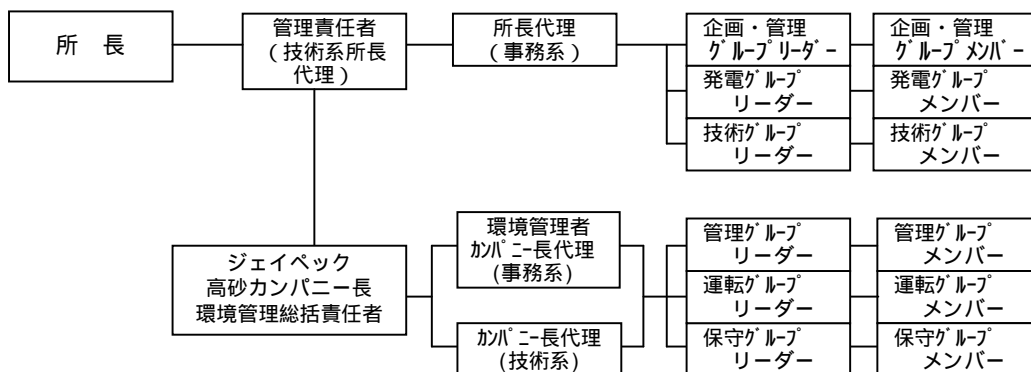 所 長
管理責任者
(技術系所長
代理)
所長代理
(事務系)
企画・管理
ｸﾞﾙｰﾌﾟﾘｰﾀﾞｰ
企画・管理
ｸﾞﾙｰﾌﾟﾒﾝﾊﾞｰ
発電ｸﾞﾙｰﾌﾟ
リーダー
発電ｸﾞﾙｰﾌﾟ
メンバー
技術ｸﾞﾙｰﾌﾟ
リーダー
技術ｸﾞﾙｰﾌﾟ
メンバー
ジェイペック
高砂カンパニー長
環境管理総括責任者
環境管理者
ｶﾝﾊﾟﾆｰ長代理
(事務系)
ｶﾝﾊﾟﾆｰ長代理
(技術系)
管理ｸﾞﾙｰﾌﾟ
リーダー
管理ｸﾞﾙｰﾌﾟ
メンバー
運転ｸﾞﾙｰﾌﾟ
リーダー
運転ｸﾞﾙｰﾌﾟ
メンバー
保守ｸﾞﾙｰﾌﾟ
リーダー
保守ｸﾞﾙｰﾌﾟ
メンバー